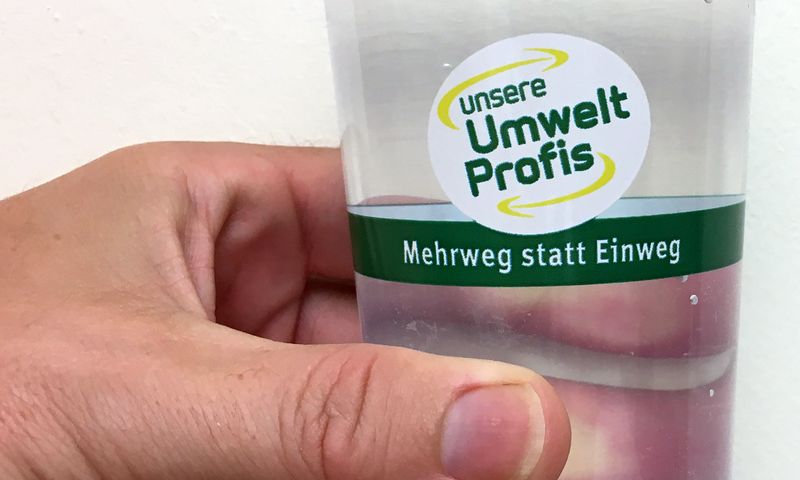 unsere
Umwelt
Profis
Mehrweg statt Einweg